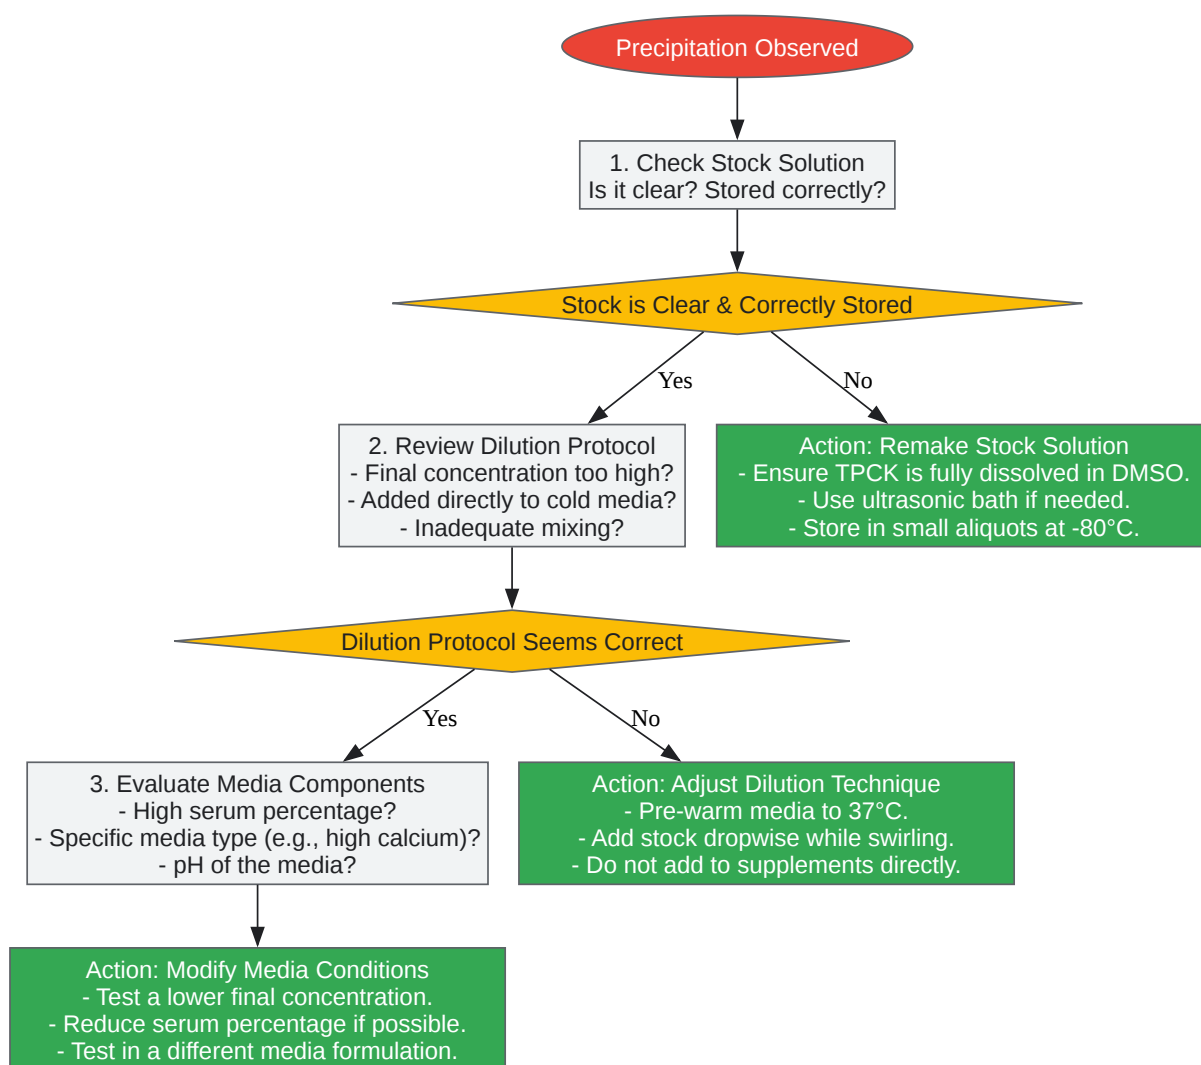 Precipitation Observed
1. Check Stock Solution
Is it clear? Stored correctly?
Stock is Clear & Correctly Stored
Yes
No
2. Review Dilution Protocol
- Final concentration too high?
- Added directly to cold media?
- Inadequate mixing?
Action: Remake Stock Solution
- Ensure TPCK is fully dissolved in DMSO.
- Use ultrasonic bath if needed.
- Store in small aliquots at -80°C.
Dilution Protocol Seems Correct
Yes
No
3. Evaluate Media Components
- High serum percentage?
- Specific media type (e.g., high calcium)?
- pH of the media?
Action: Adjust Dilution Technique
- Pre-warm media to 37°C.
- Add stock dropwise while swirling.
- Do not add to supplements directly.
Action: Modify Media Conditions
- Test a lower final concentration.
- Reduce serum percentage if possible.
- Test in a different media formulation.